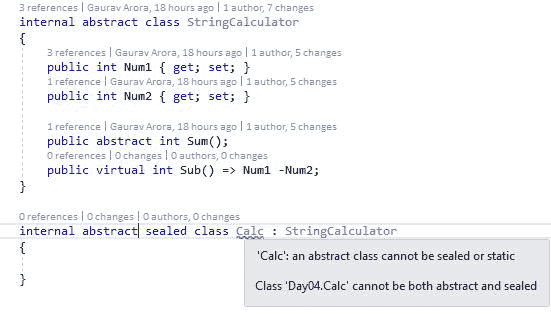 3 references | Gaurav Arora, 18 hours ago | 1 author, 7 changes
internal abstract class StringCalculator
{
3 references | Gaurav Arora, 18 hours ago | 1 author, 5 changes
public int Num1 { get; set; }
1 reference | Gaurav Arora, 18 hours ago | 1 author, 5 changes
public int Num2 { get; set; }
1 reference | Gaurav Arora, 18 hours ago | 1 author, 5 changes
public abstract int Sum();
0 references | 0 changes | 0 authors, 0 changes
public virtual int Sub() => Num1 -Num2;
}
0 references | 0 changes | 0 authors, 0 changes
internal abstract sealed class Calc : StringCalculator
{
'Calc': an abstract class cannot be sealed or static
}
Class 'Day04.Calc' cannot be both abstract and sealed